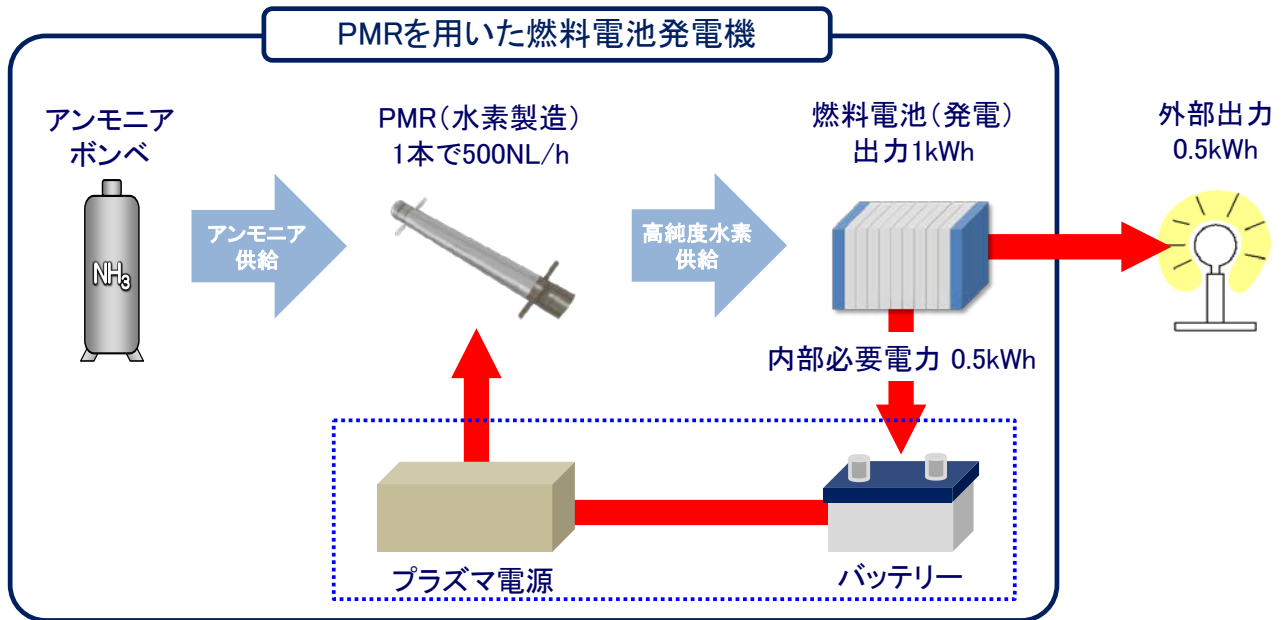 PMRを用いた燃料電池発電機
アンモニア
ボンベ
PMR(水素製造)
1本で500NL/h
燃料電池(発電)
出力1kWh
外部出力
0.5kWh
アンモニア
供給
高純度水素
供給
NH₃
内部必要電力 0.5kWh
プラズマ電源
バッテリー